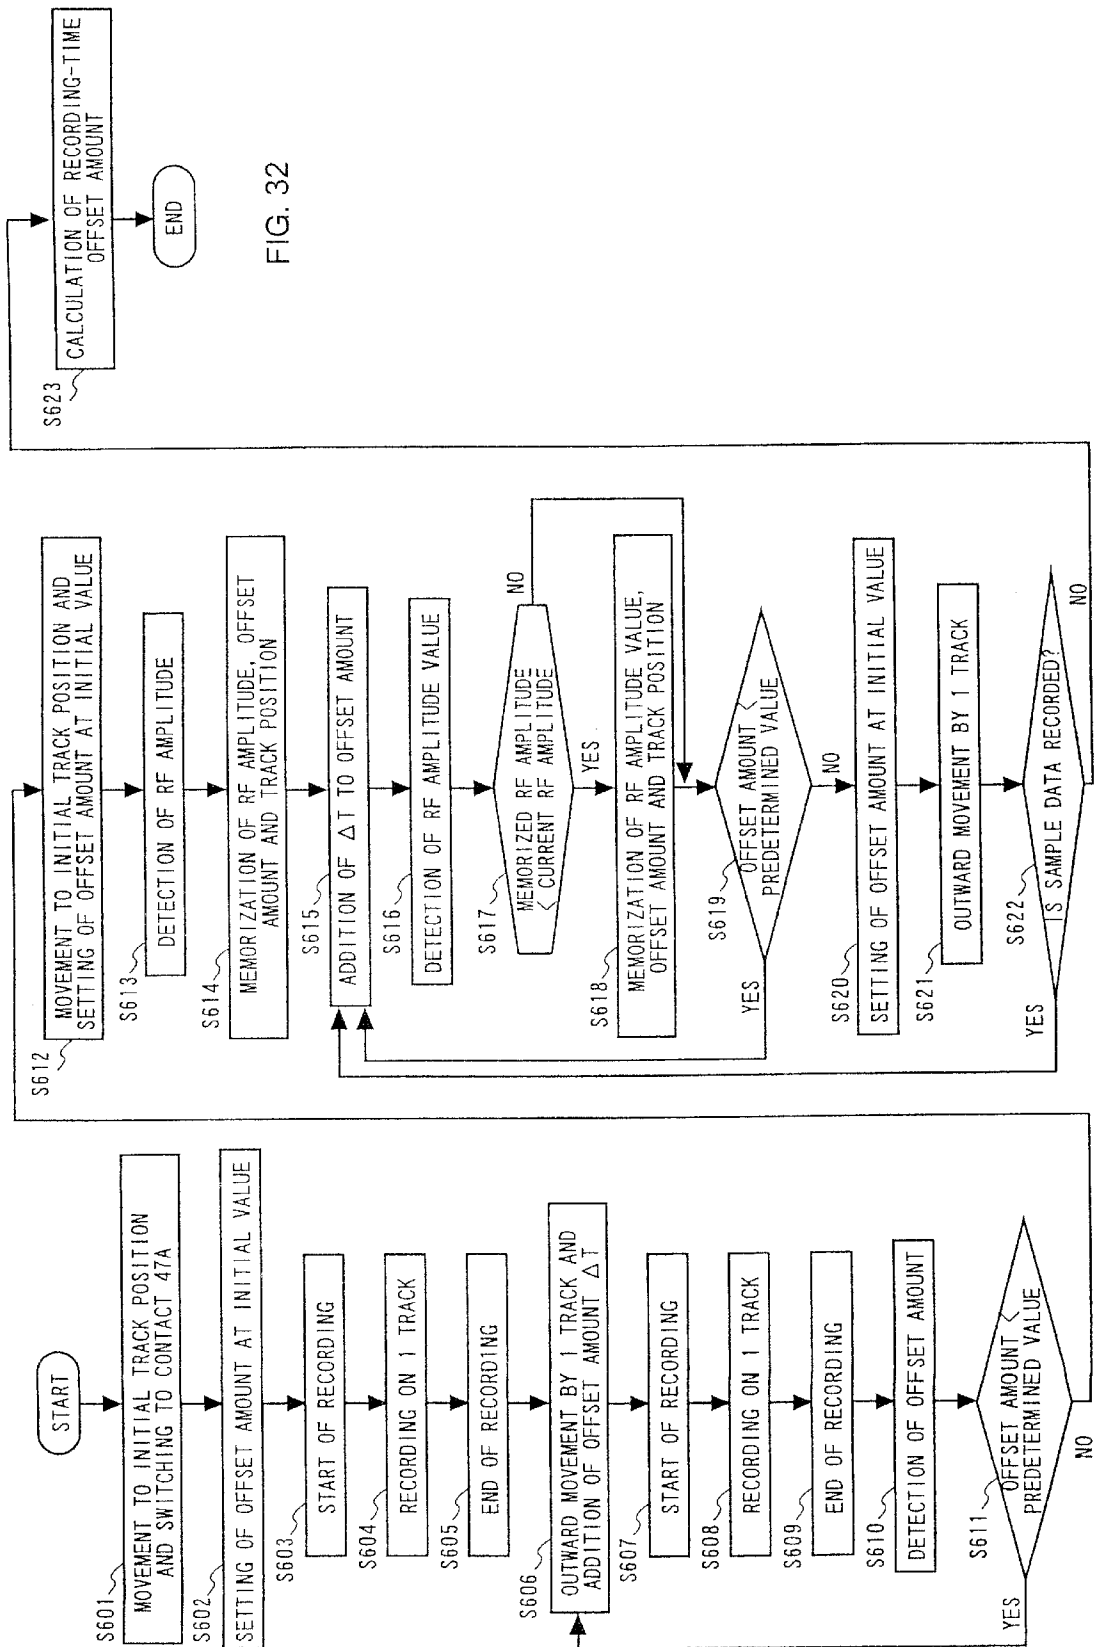 START
S601
MOVEMENT TO INITIAL TRACK POSITION
AND SWITCHING TO CONTACT 47A
S602
SETTING OF OFFSET AMOUNT AT INITIAL VALUE
S603
START OF RECORDING
S604
RECORDING ON 1 TRACK
S605
END OF RECORDING
S606
OUTWARD MOVEMENT BY 1 TRACK AND
ADDITION OF OFFSET AMOUNT ΔT
S607
START OF RECORDING
S608
RECORDING ON 1 TRACK
S609
END OF RECORDING
S610
DETECTION OF OFFSET AMOUNT
S611
OFFSET AMOUNT <
PREDETERMINED VALUE
YES
NO
S612
MOVEMENT TO INITIAL TRACK POSITION AND
SETTING OF OFFSET AMOUNT AT INITIAL VALUE
S613
DETECTION OF RF AMPLITUDE
S614
MEMORIZATION OF RF AMPLITUDE, OFFSET
AMOUNT AND TRACK POSITION
S615
ADDITION OF ΔT TO OFFSET AMOUNT
S616
DETECTION OF RF AMPLITUDE VALUE
S617
MEMORIZED RF AMPLITUDE
< CURRENT RF AMPLITUDE
NO
YES
S618
MEMORIZATION OF RF AMPLITUDE VALUE,
OFFSET AMOUNT AND TRACK POSITION
S619
OFFSET AMOUNT <
PREDETERMINED VALUE
YES
NO
S620
SETTING OF OFFSET AMOUNT AT INITIAL VALUE
S621
OUTWARD MOVEMENT BY 1 TRACK
S622
IS SAMPLE DATA RECORDED?
YES
NO
S623
CALCULATION OF RECORDING-TIME
OFFSET AMOUNT
END
FIG. 32